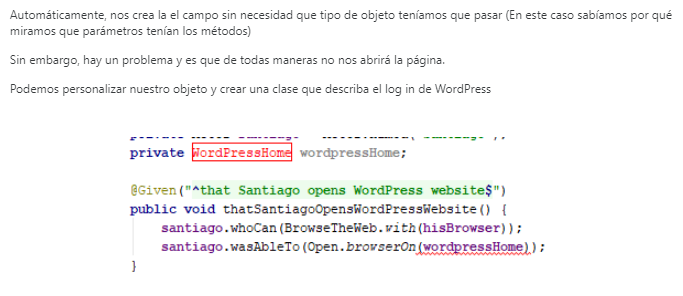 Automáticamente, nos crea la el campo sin necesidad que tipo de objeto teníamos que pasar (En este caso sabíamos por qué
miramos que parámetros tenían los métodos)
Sin embargo, hay un problema y es que de todas maneras no nos abrirá la página.
Podemos personalizar nuestro objeto y crear una clase que describa el log in de WordPress
private WordPressHome wordpressHome;
@Given("^that Santiago opens WordPress website$")
public void thatSantiagoOpensWordPressWebsite() {
santiago.whoCan(BrowseTheWeb.with(hisBrowser));
santiago.wasAbleTo(Open.browserOn(wordpressHome));
}